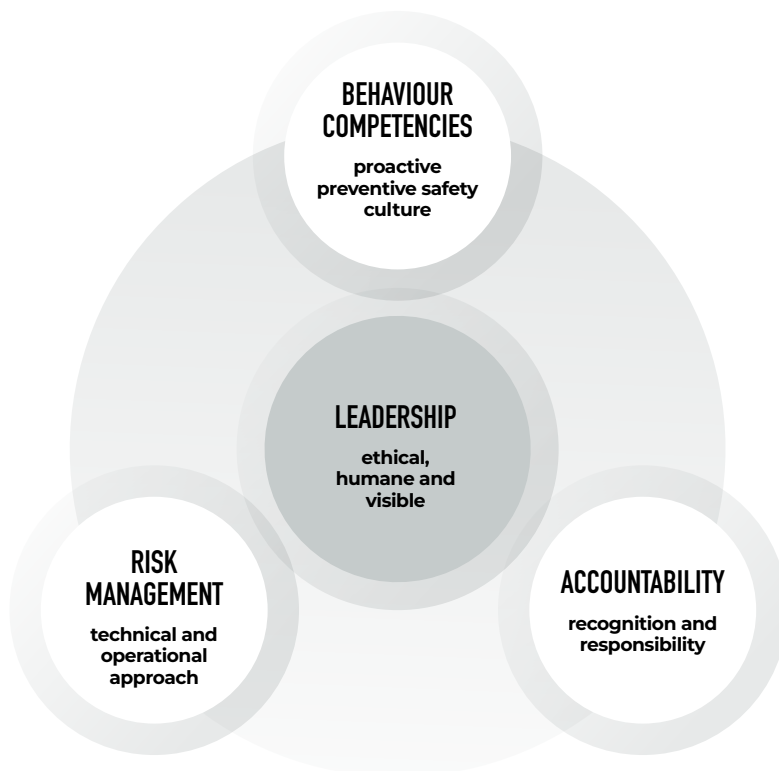 BEHAVIOUR
COMPETENCIES
proactive
preventive safety
culture
LEADERSHIP
ethical,
humane and
visible
RISK
MANAGEMENT
technical and
operational
approach
ACCOUNTABILITY
recognition and
responsibility